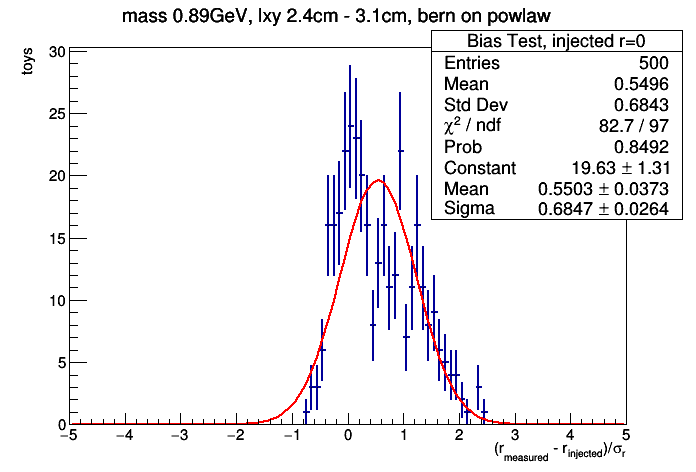 mass 0.89GeV, lxy 2.4cm - 3.1cm, bern on powlaw
Bias Test, injected r=0
Entries 500
Mean 0.5496
Std Dev 0.6843
χ² / ndf 82.7 / 97
Prob 0.8492
Constant 19.63 ± 1.31
Mean 0.5503 ± 0.0373
Sigma 0.6847 ± 0.0264
toys
30
25
20
15
10
5
0
−5 −4 −3 −2 −1 0 1 2 3 4 5
(r_measured - r_injected)/σ_r